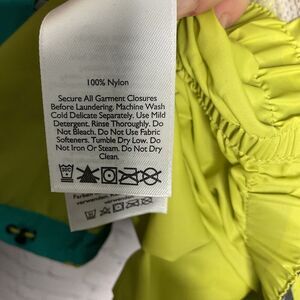 100% Nylon
Secure All Garment Closures
Before Laundering. Machine Wash
Cold Delicate Separately. Use Mild
Detergent. Rinse Thoroughly. Do
Not Bleach. Do Not Use Fabric
Softeners. Tumble Dry Low. Do
Not Iron Or Steam. Do Not Dry
Clean.
verwenden.